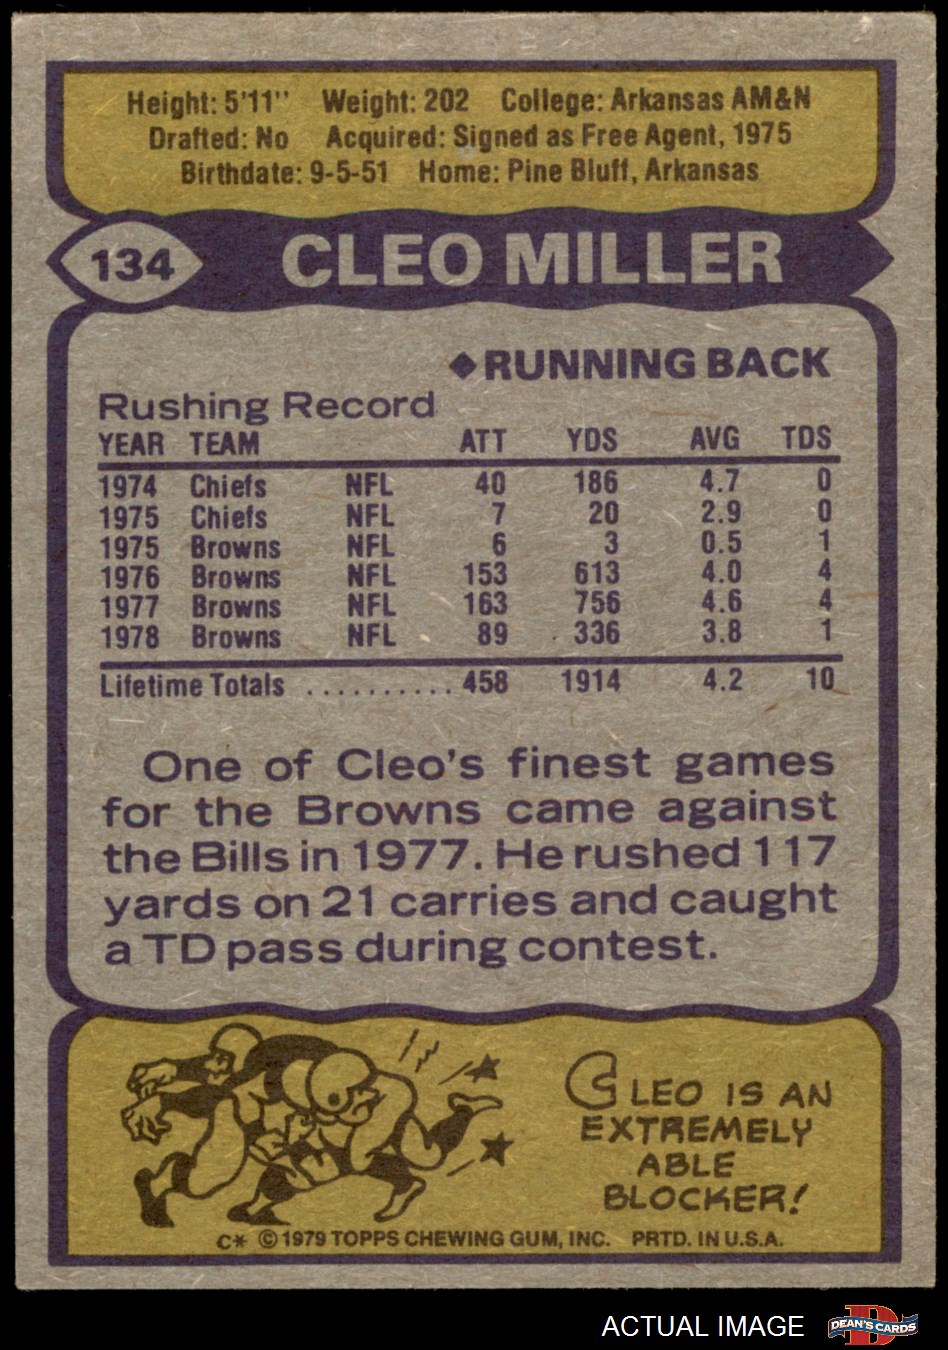 Height: 5'11" Weight: 202 College: Arkansas AM&N
Drafted: No Acquired: Signed as Free Agent, 1975
Birthdate: 9-5-51 Home: Pine Bluff, Arkansas
134 CLEO MILLER
◆RUNNING BACK
Rushing Record
YEAR TEAM ATT YDS AVG TDS
1974 Chiefs NFL 40 186 4.7 0
1975 Chiefs NFL 7 20 2.9 0
1975 Browns NFL 6 3 0.5 1
1976 Browns NFL 153 613 4.0 4
1977 Browns NFL 163 756 4.6 4
1978 Browns NFL 89 336 3.8 1
Lifetime Totals .......... 458 1914 4.2 10
One of Cleo's finest games
for the Browns came against
the Bills in 1977. He rushed 117
yards on 21 carries and caught
a TD pass during contest.
CLEO IS AN
EXTREMELY
ABLE
BLOCKER!
C* © 1979 TOPPS CHEWING GUM, INC. PRTD. IN U.S.A.
ACTUAL IMAGE D DEAN'S CARDS